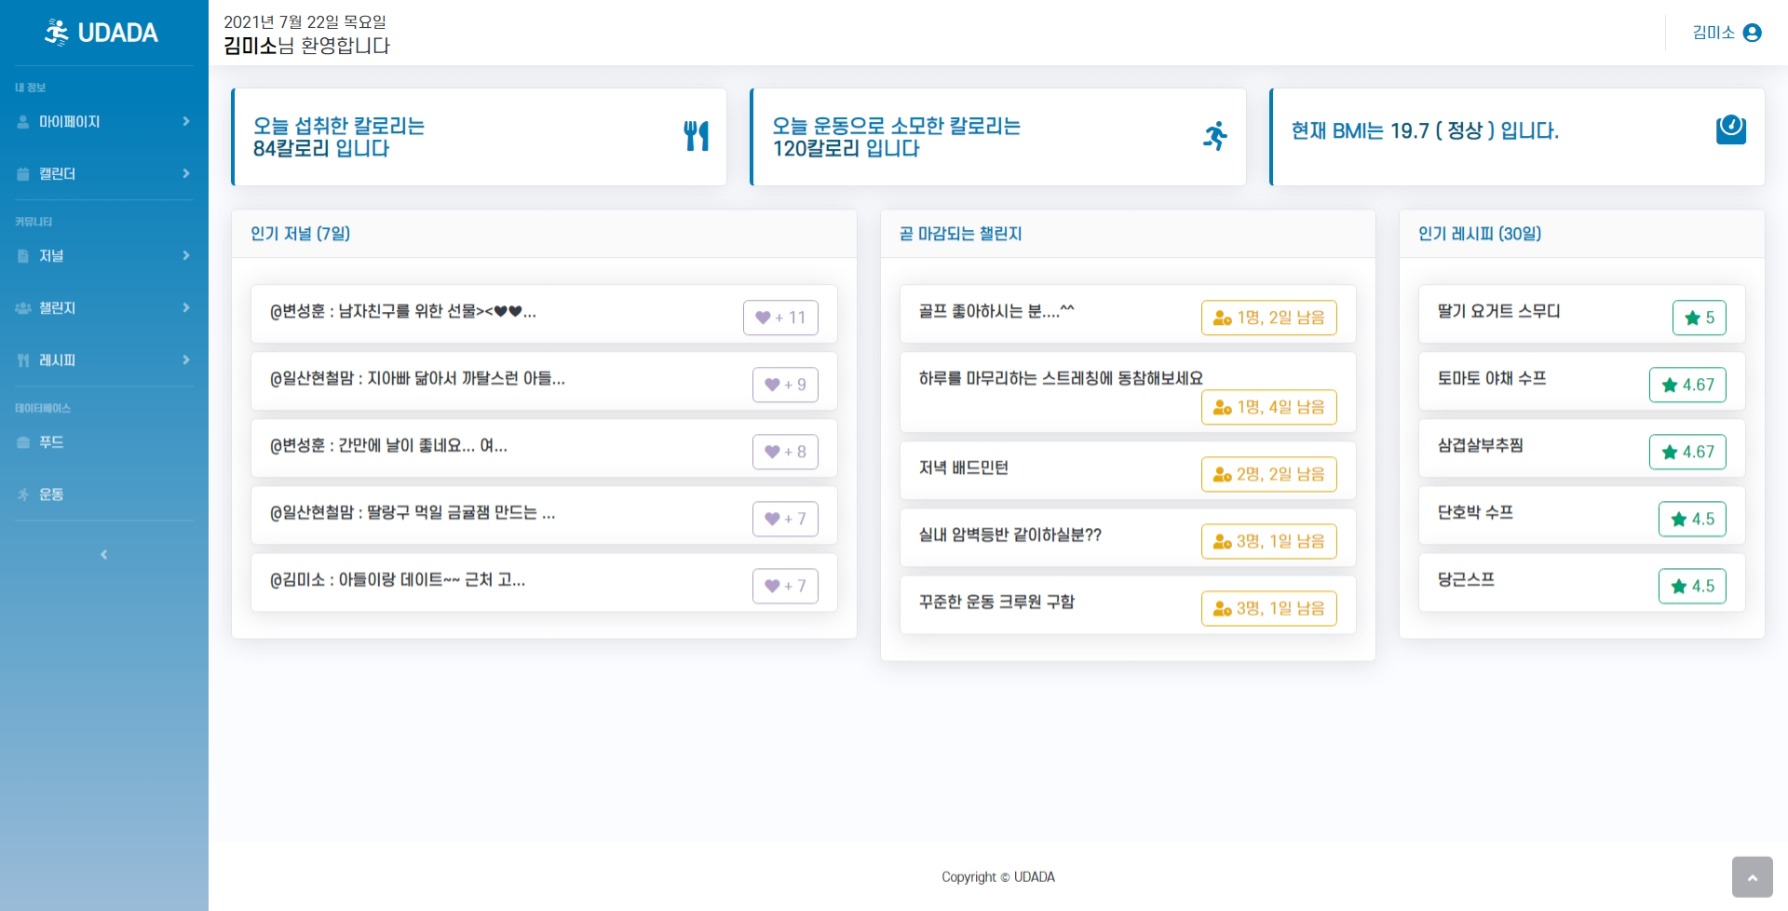 UDADA
2021년 7월 22일 목요일
김미소님 환영합니다
김미소
내 정보
마이페이지
캘린더
커뮤니티
저널
챌린지
레시피
데이터베이스
푸드
운동
오늘 섭취한 칼로리는
84칼로리 입니다
오늘 운동으로 소모한 칼로리는
120칼로리 입니다
현재 BMI는 19.7 ( 정상 ) 입니다.
인기 저널 (7일)
@변성훈 : 남자친구를 위한 선물><♥♥...
+ 11
@일산현철맘 : 지아빠 닮아서 까탈스런 아들...
+ 9
@변성훈 : 간만에 날이 좋네요... 여...
+ 8
@일산현철맘 : 딸랑구 먹일 금귤잼 만드는 ...
+ 7
@김미소 : 아들이랑 데이트~~ 근처 고...
+ 7
곧 마감되는 챌린지
골프 좋아하시는 분....^^
1명, 2일 남음
하루를 마무리하는 스트레칭에 동참해보세요
1명, 4일 남음
저녁 배드민턴
2명, 2일 남음
실내 암벽등반 같이하실분??
3명, 1일 남음
꾸준한 운동 크루원 구함
3명, 1일 남음
인기 레시피 (30일)
딸기 요거트 스무디
5
토마토 야채 수프
4.67
삼겹살부추찜
4.67
단호박 수프
4.5
당근스프
4.5
Copyright © UDADA